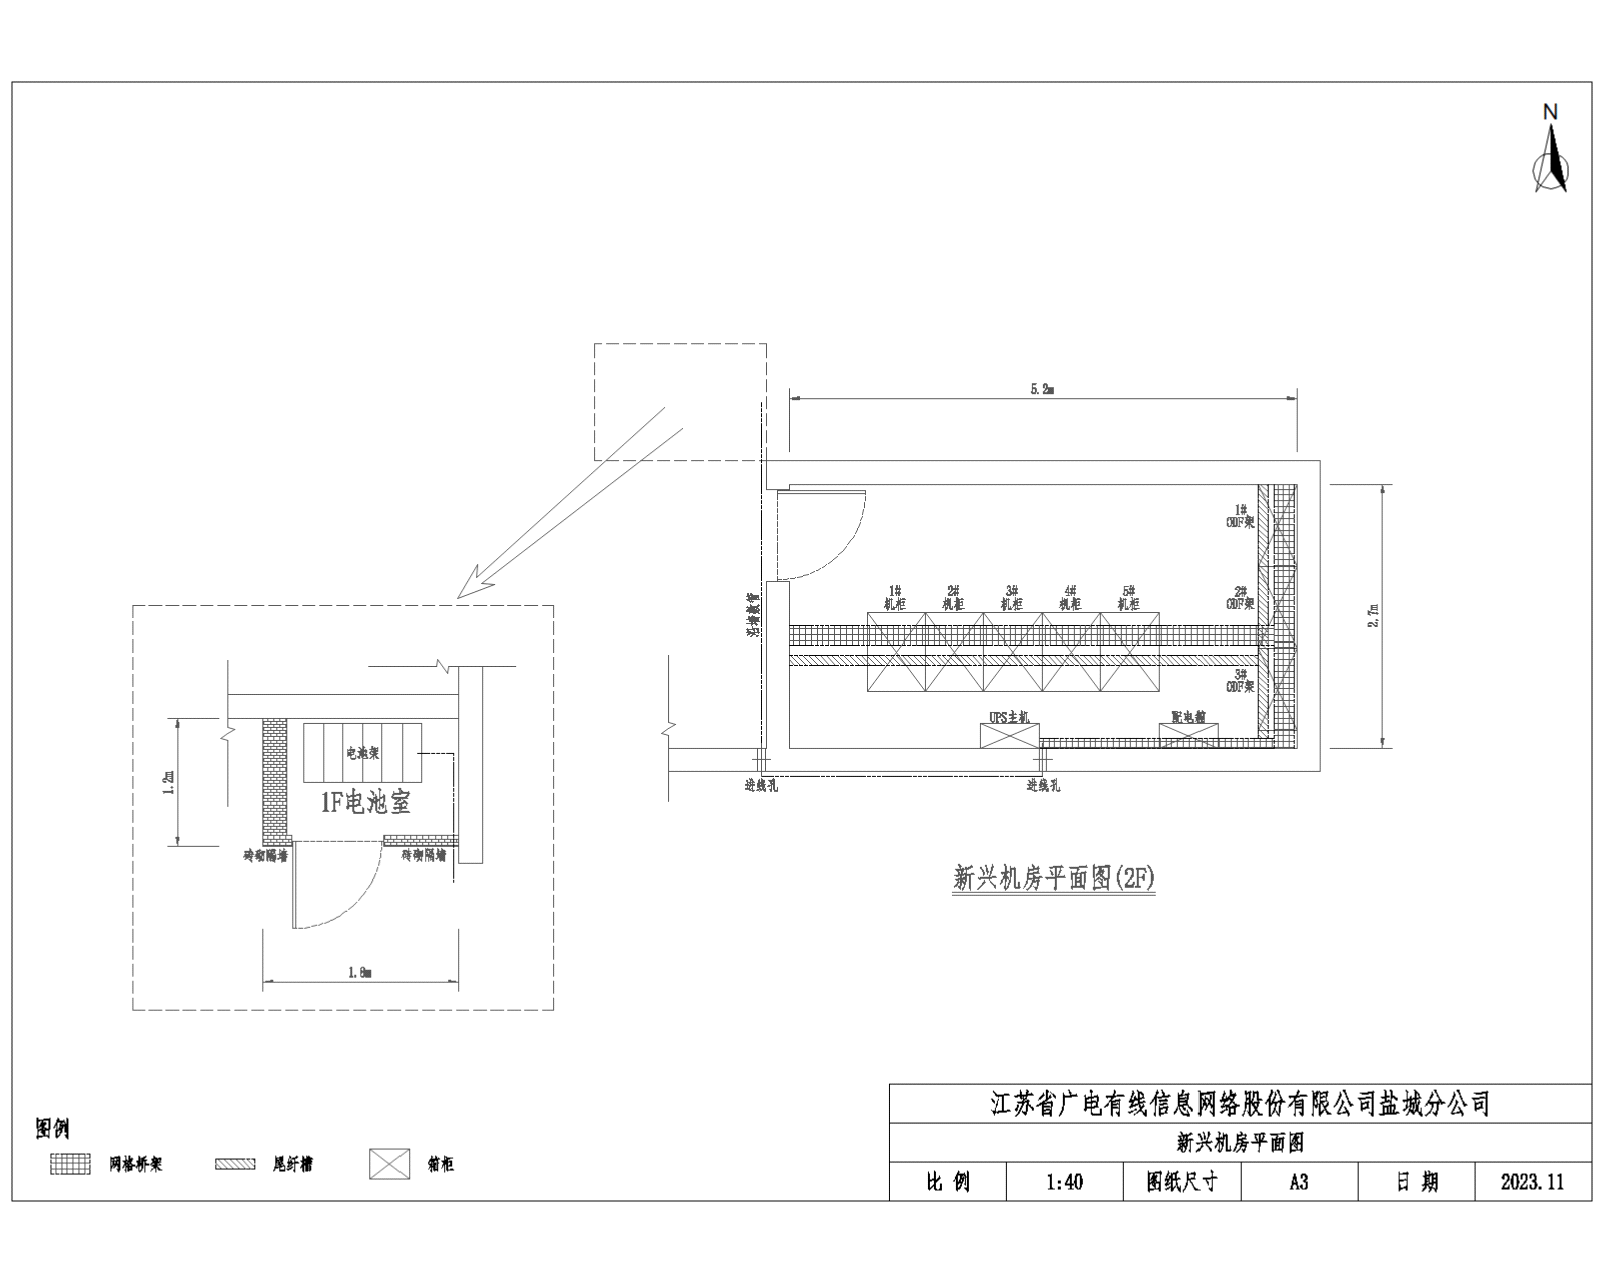 N
5.2m
1#
ODF架
2#
ODF架
3#
ODF架
2.7m
沿墙敷管
1#
机柜
2#
机柜
3#
机柜
4#
机柜
5#
机柜
UPS主机
配电箱
进线孔
进线孔
新兴机房平面图(2F)
电池架
1F电池室
1.2m
砖砌隔墙
砖砌隔墙
1.8m
图例
网格桥架
尾纤槽
箱柜
江苏省广电有线信息网络股份有限公司盐城分公司
新兴机房平面图
比 例 1:40 图纸尺寸 A3 日 期 2023.11